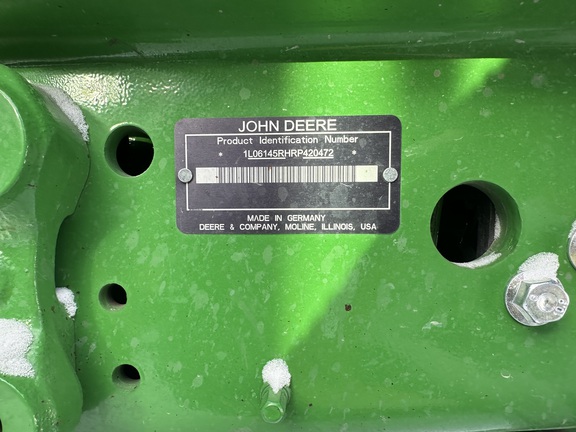 JOHN DEERE
Product Identification Number
* 1L06145RHRP420472 *
MADE IN GERMANY
DEERE & COMPANY, MOLINE, ILLINOIS, USA